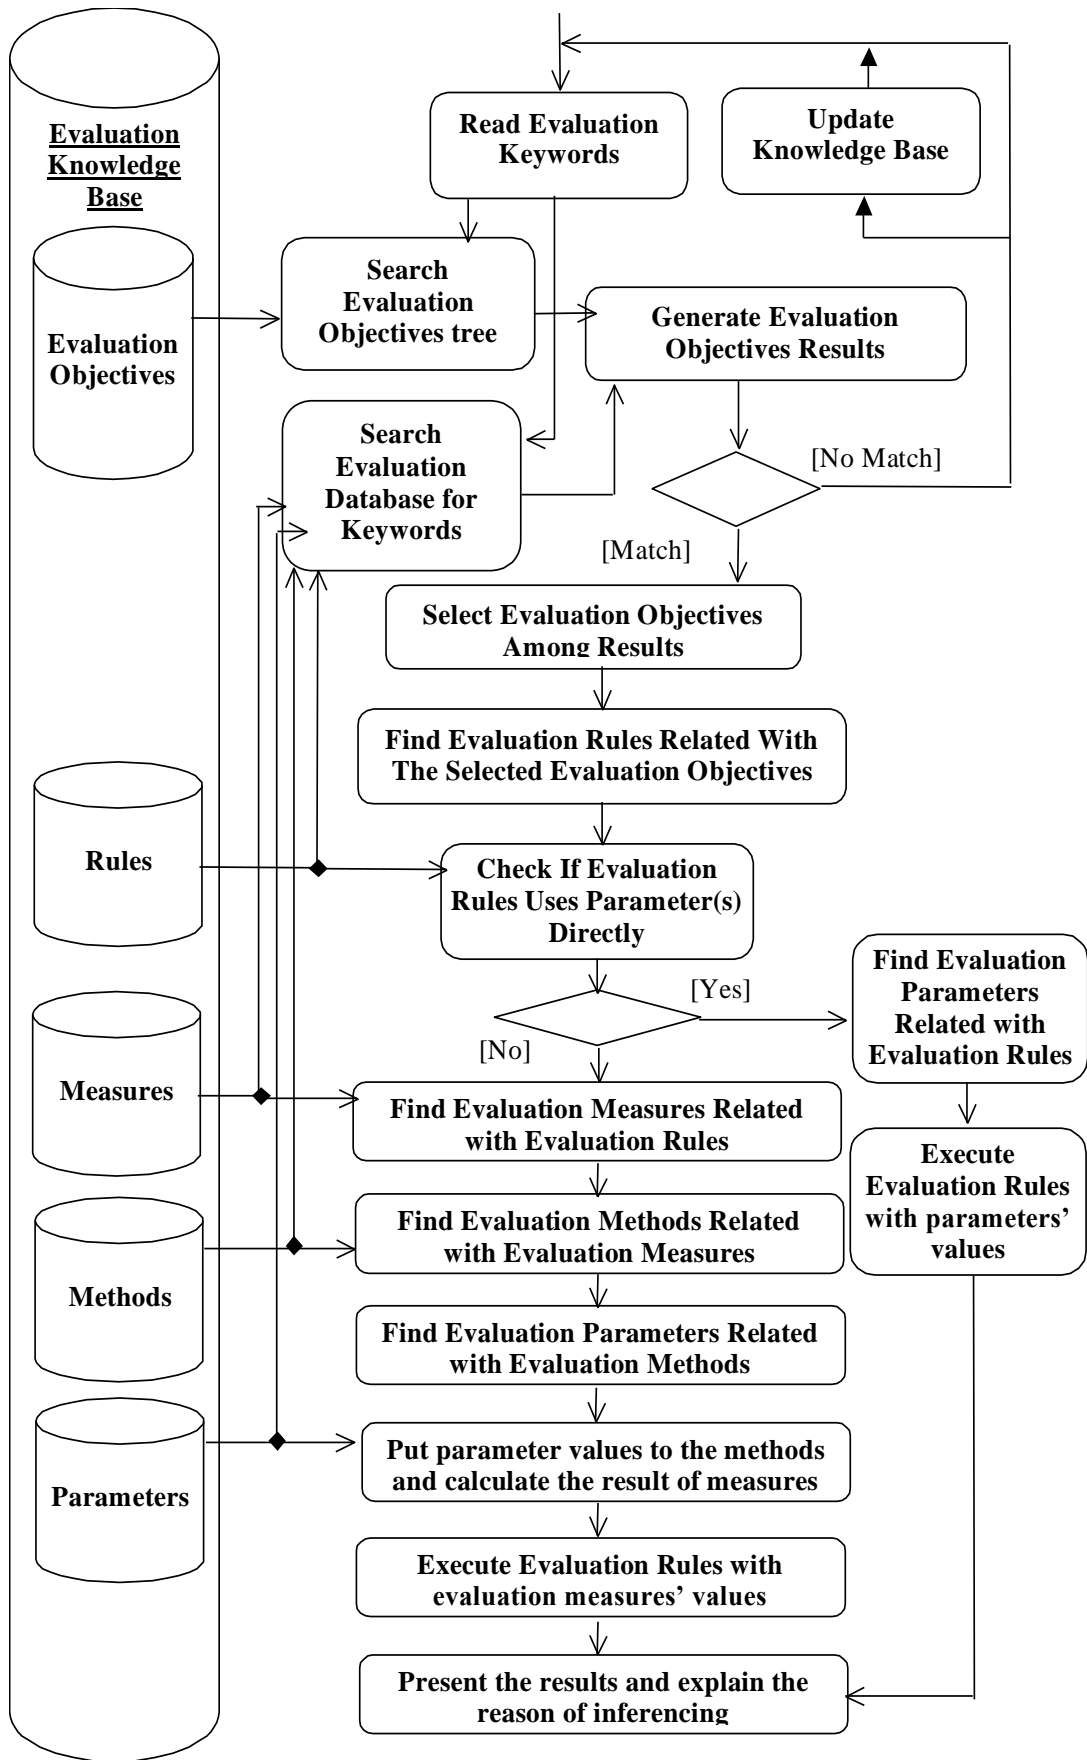 Evaluation
Knowledge
Base
Read Evaluation
Keywords
Update
Knowledge Base
Search
Evaluation
Objectives tree
Generate Evaluation
Objectives Results
Evaluation
Objectives
Search
Evaluation
Database for
Keywords
[No Match]
[Match]
Select Evaluation Objectives
Among Results
Find Evaluation Rules Related With
The Selected Evaluation Objectives
Rules
Check If Evaluation
Rules Uses Parameter(s)
Directly
[Yes]
[No]
Find Evaluation
Parameters
Related with
Evaluation Rules
Measures
Find Evaluation Measures Related
with Evaluation Rules
Execute
Evaluation Rules
with parameters’
values
Methods
Find Evaluation Methods Related
with Evaluation Measures
Find Evaluation Parameters Related
with Evaluation Methods
Parameters
Put parameter values to the methods
and calculate the result of measures
Execute Evaluation Rules with
evaluation measures’ values
Present the results and explain the
reason of inferencing